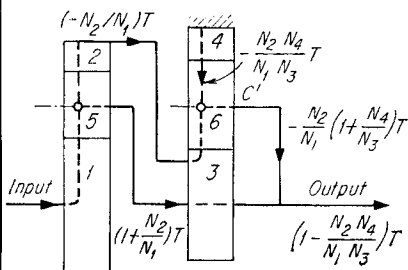 (-N₂/N₁)T
2
4
-N₂ N₄/N₁ N₃ T
C'
5
6
-N₂/N₁(1+N₄/N₃)T
1
3
Input
Output
(1+N₂/N₁)T
(1-N₂ N₄/N₁ N₃)T